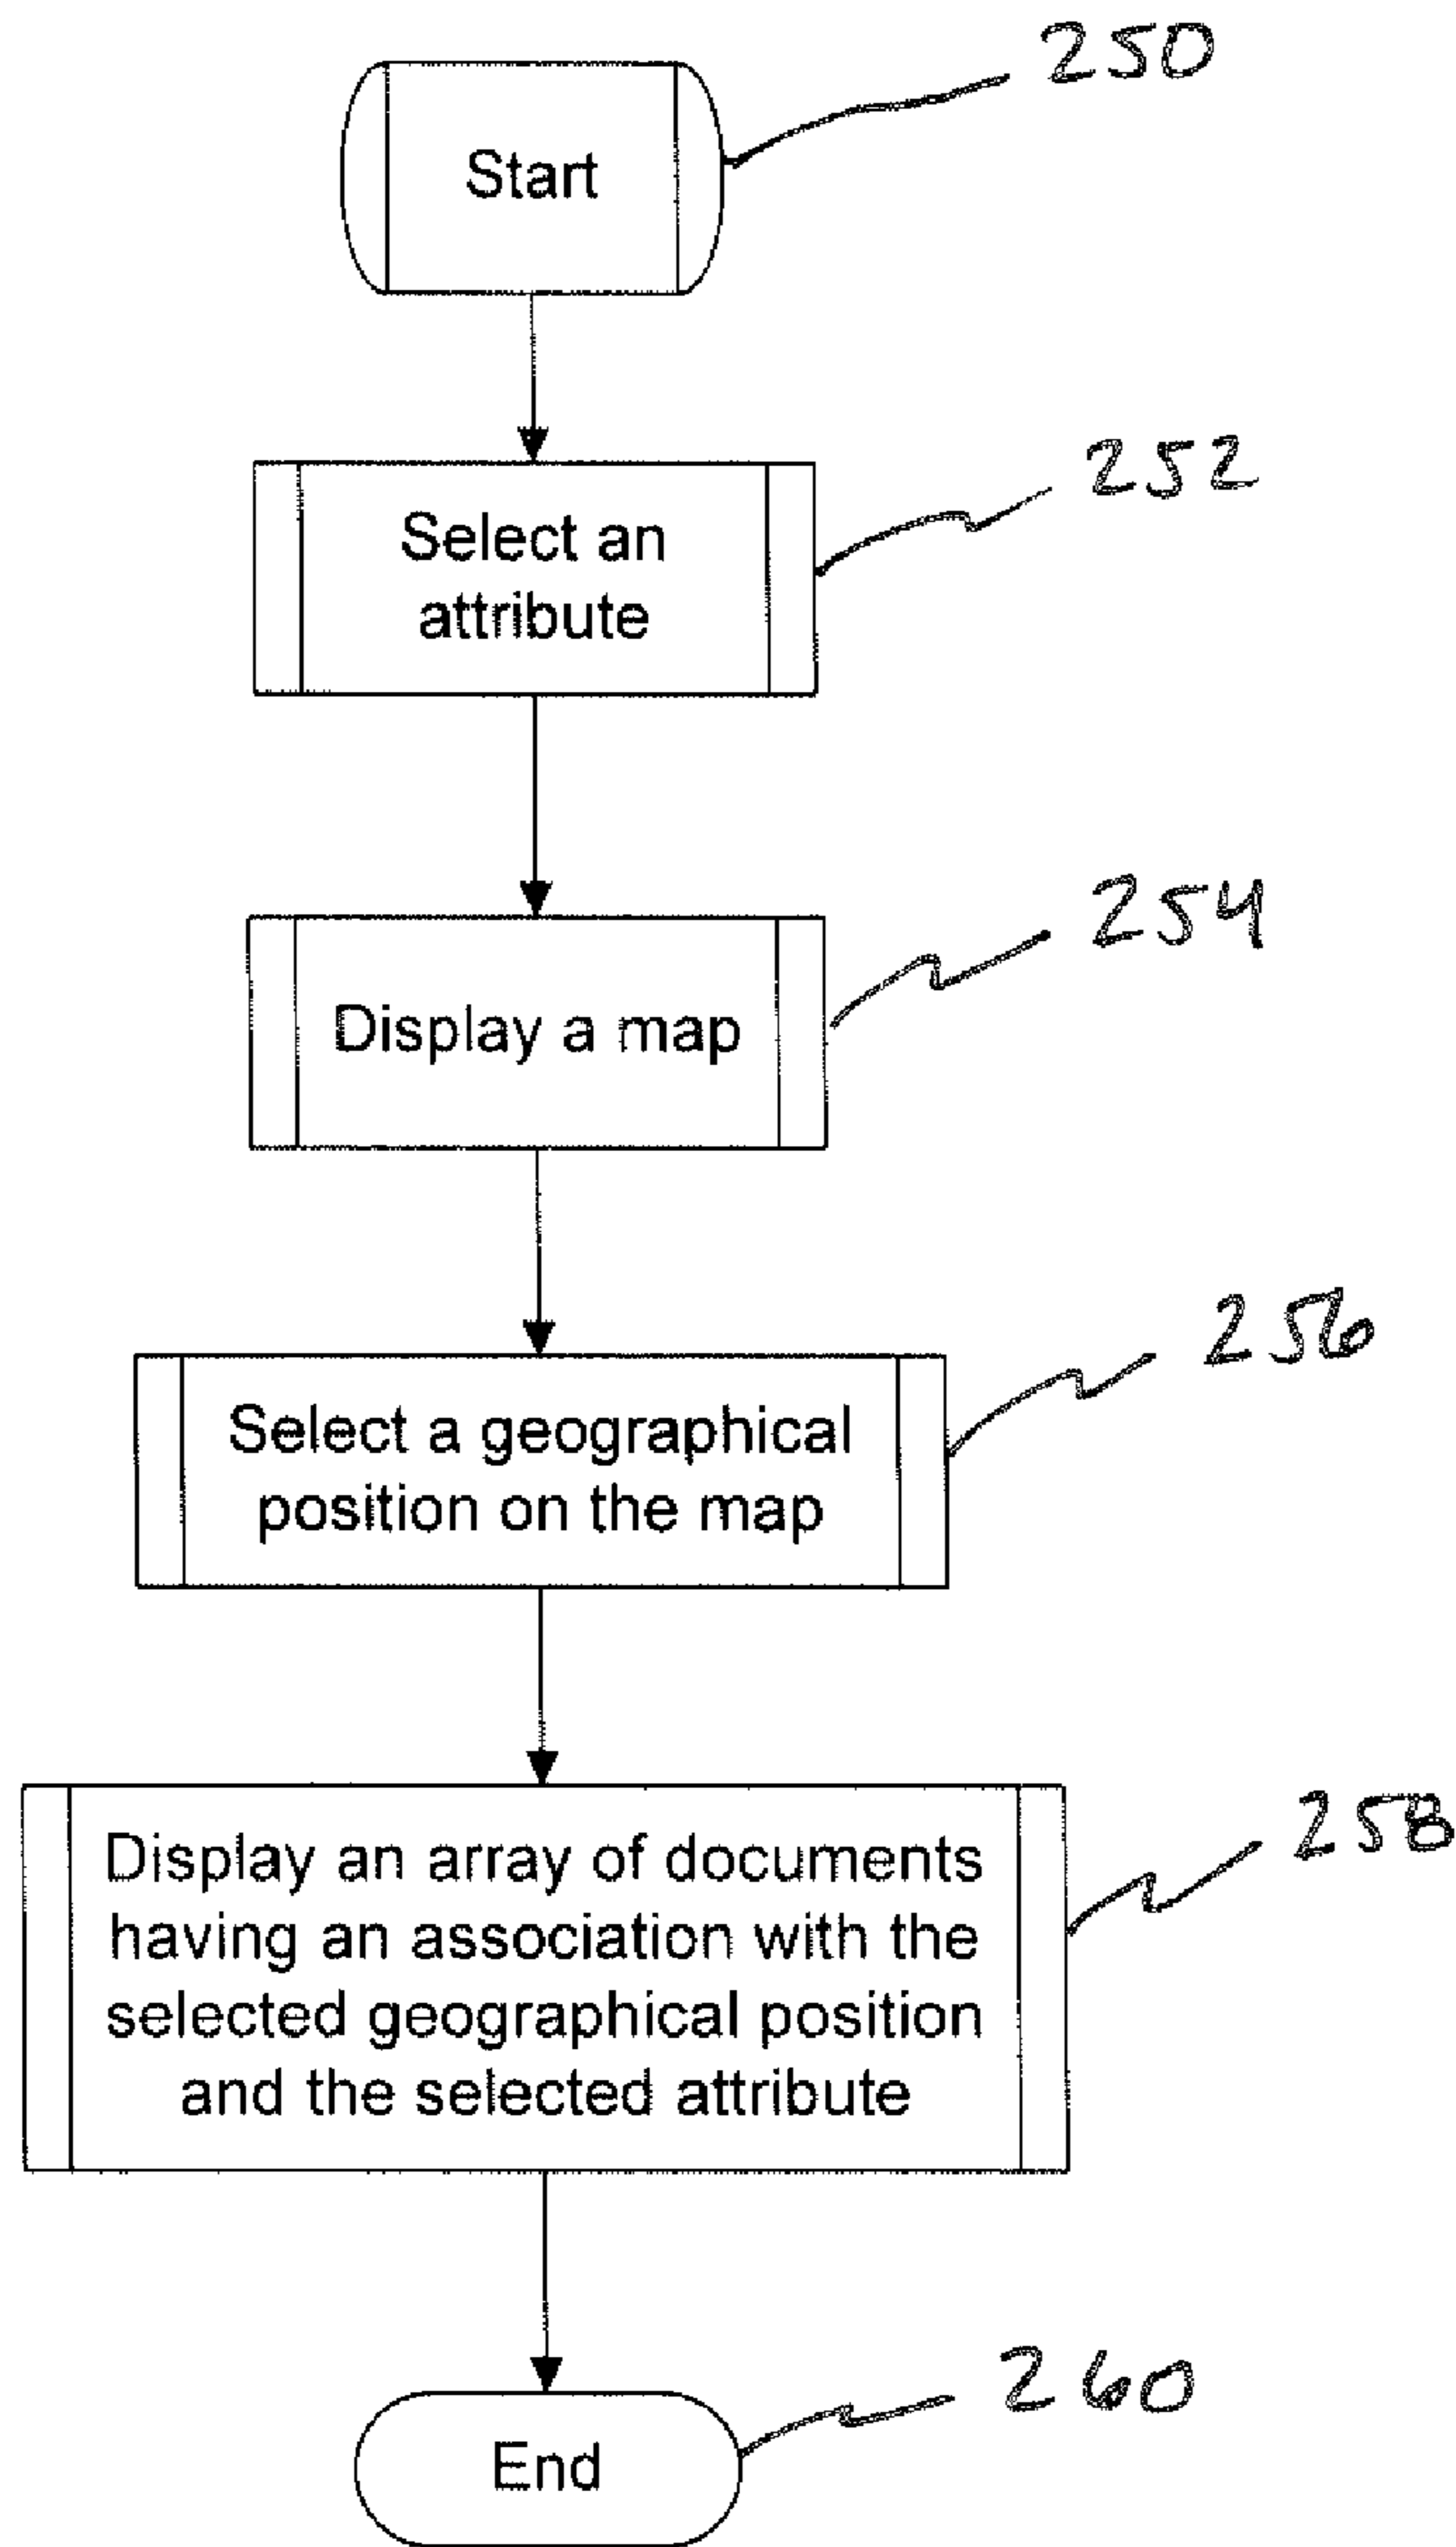 250
Start
252
Select an
attribute
254
Display a map
256
Select a geographical
position on the map
258
Display an array of documents
having an association with the
selected geographical position
and the selected attribute
260
End